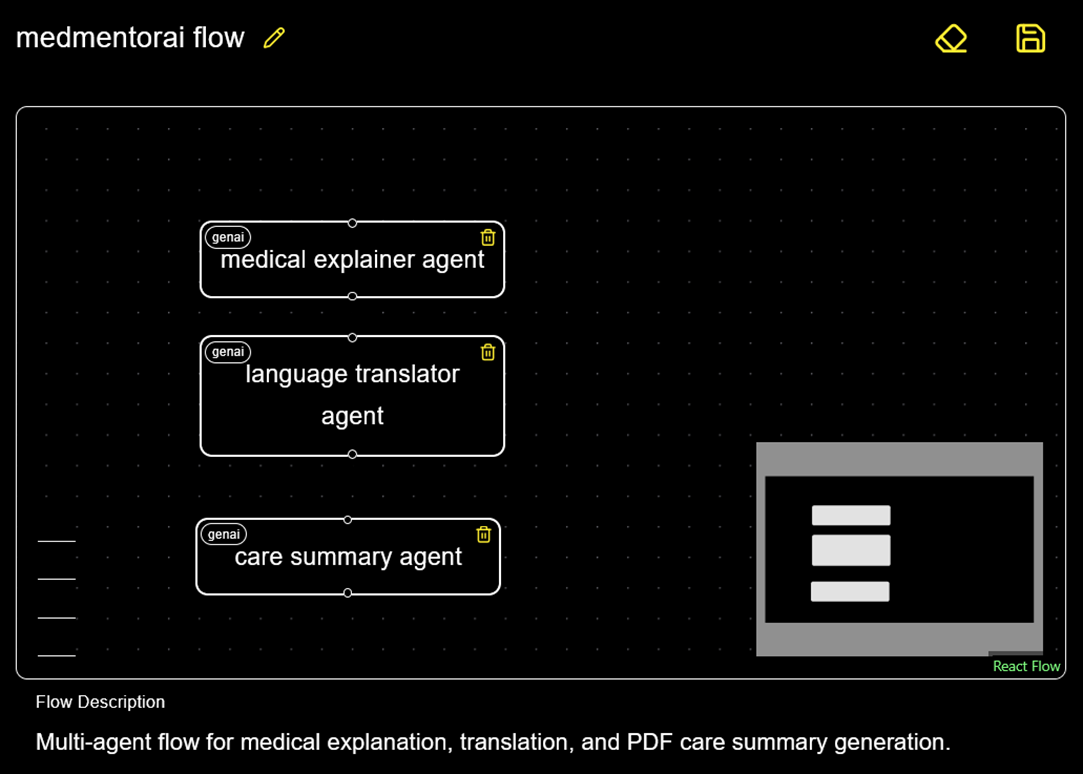 medmentorai flow
genai
medical explainer agent
genai
language translator
agent
genai
care summary agent
React Flow
Flow Description
Multi-agent flow for medical explanation, translation, and PDF care summary generation.